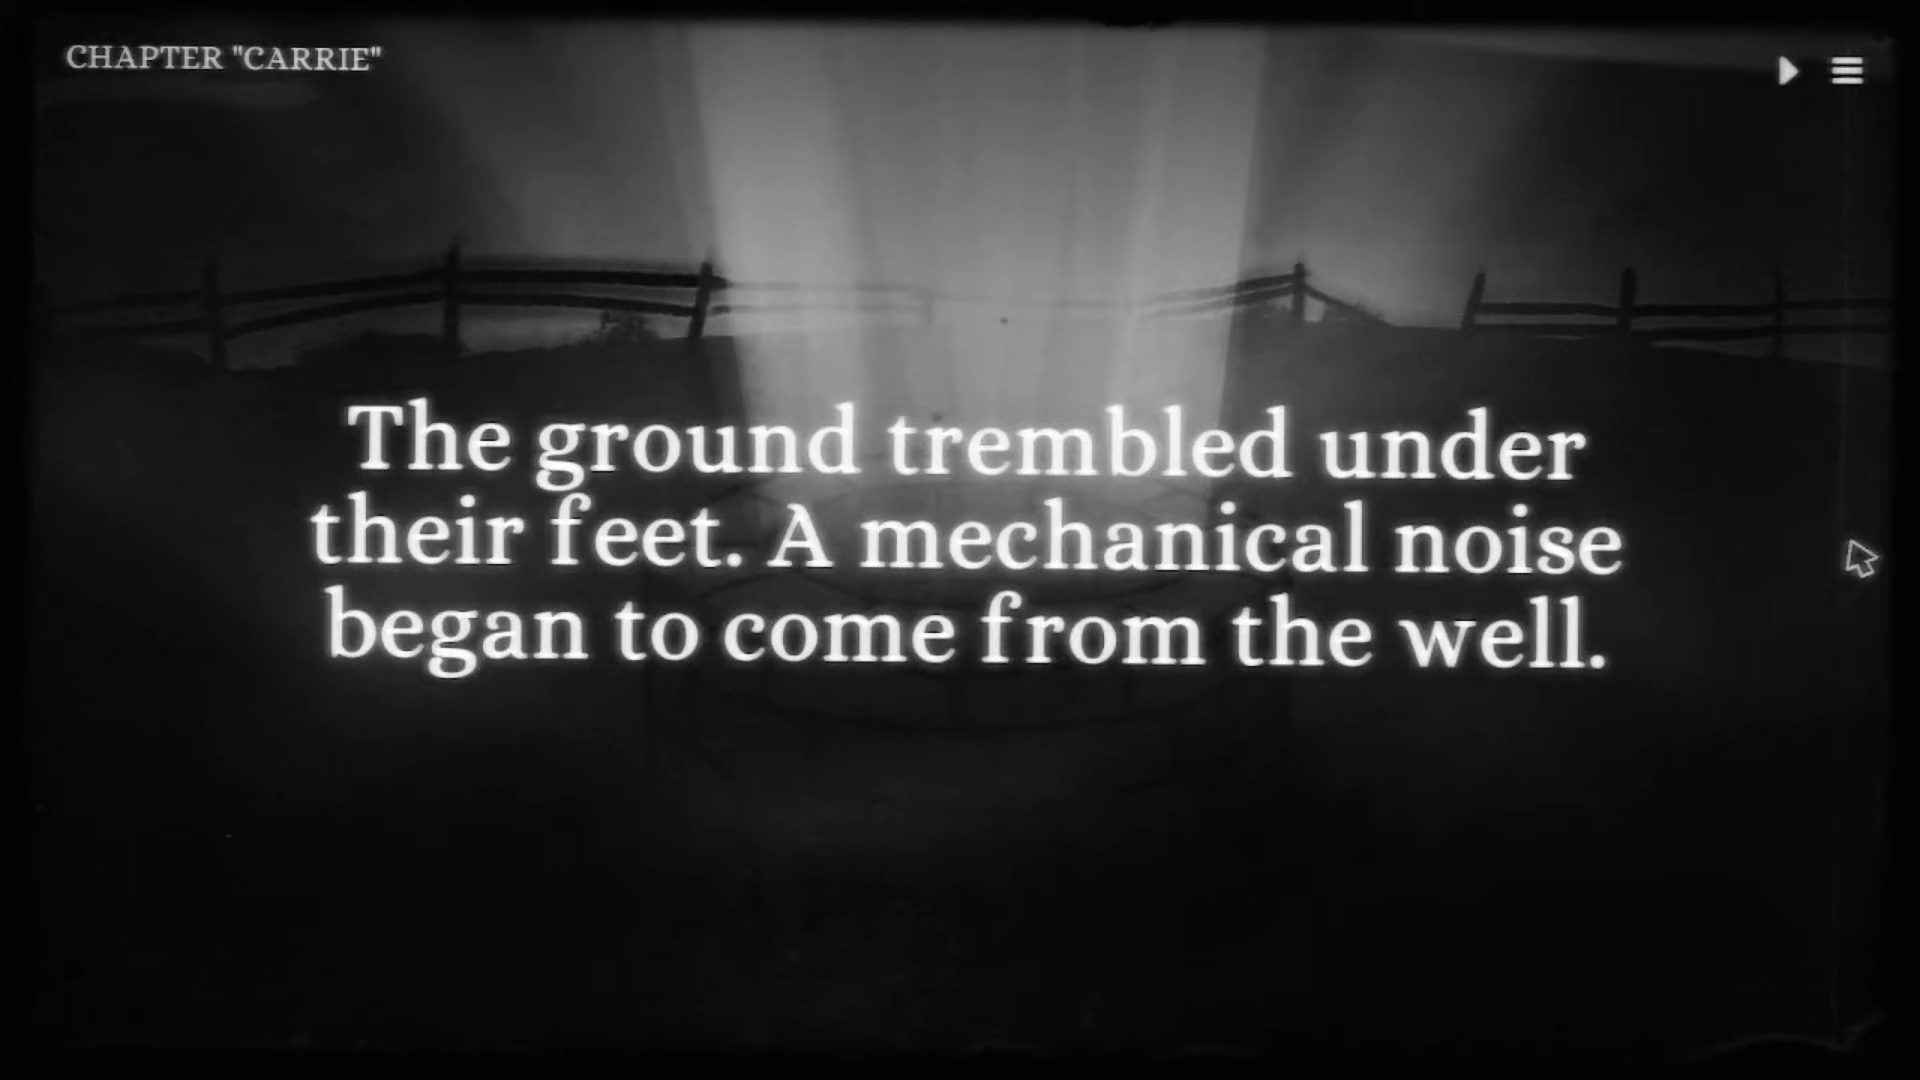 CHAPTER "CARRIE"
The ground trembled under
their feet. A mechanical noise
began to come from the well.